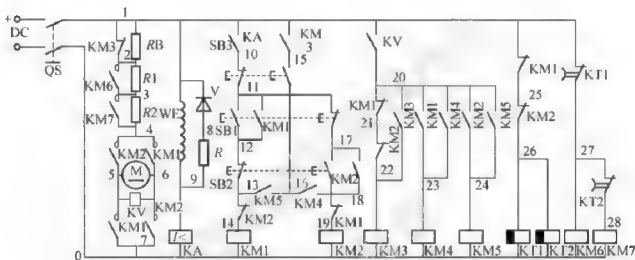 1
+
DC
QS
KM3
2
RB
KM6
R1
3
KM7
R2
4
KM2
KM1
5
M
6
KV
KM2
KM1
7
0
WE
V
8
R
9
I<
KA
SB3
KA
10
KM
3
15
11
SB1
KM1
12
17
SB2
13
KM5
16
KM4
KM2
18
14
KM2
19
KM1
KM1
KM2
KV
20
KM1
21
KM2
22
KM3
KM1
KM4
23
KM2
KM5
24
KM3
KM4
KM5
KM1
25
KM2
26
KT1
27
KT2
28
KT1
KT2
KM6
KM7